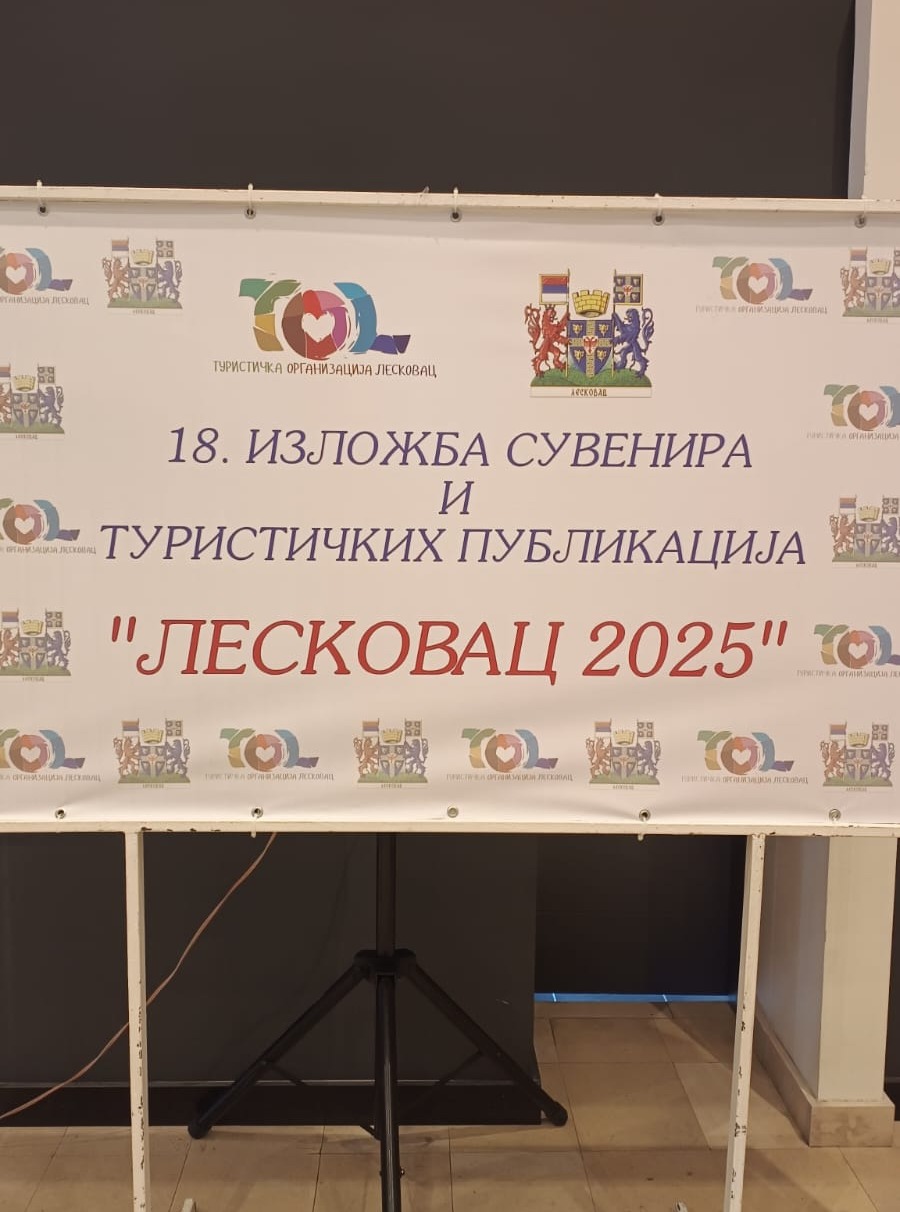 ТУРИСТИЧКА ОРГАНИЗАЦИЈА ЛЕСКОВАЦ
ЛЕСКОВАЦ
18. ИЗЛОЖБА СУВЕНИРА
И
ТУРИСТИЧКИХ ПУБЛИКАЦИЈА
"ЛЕСКОВАЦ 2025"